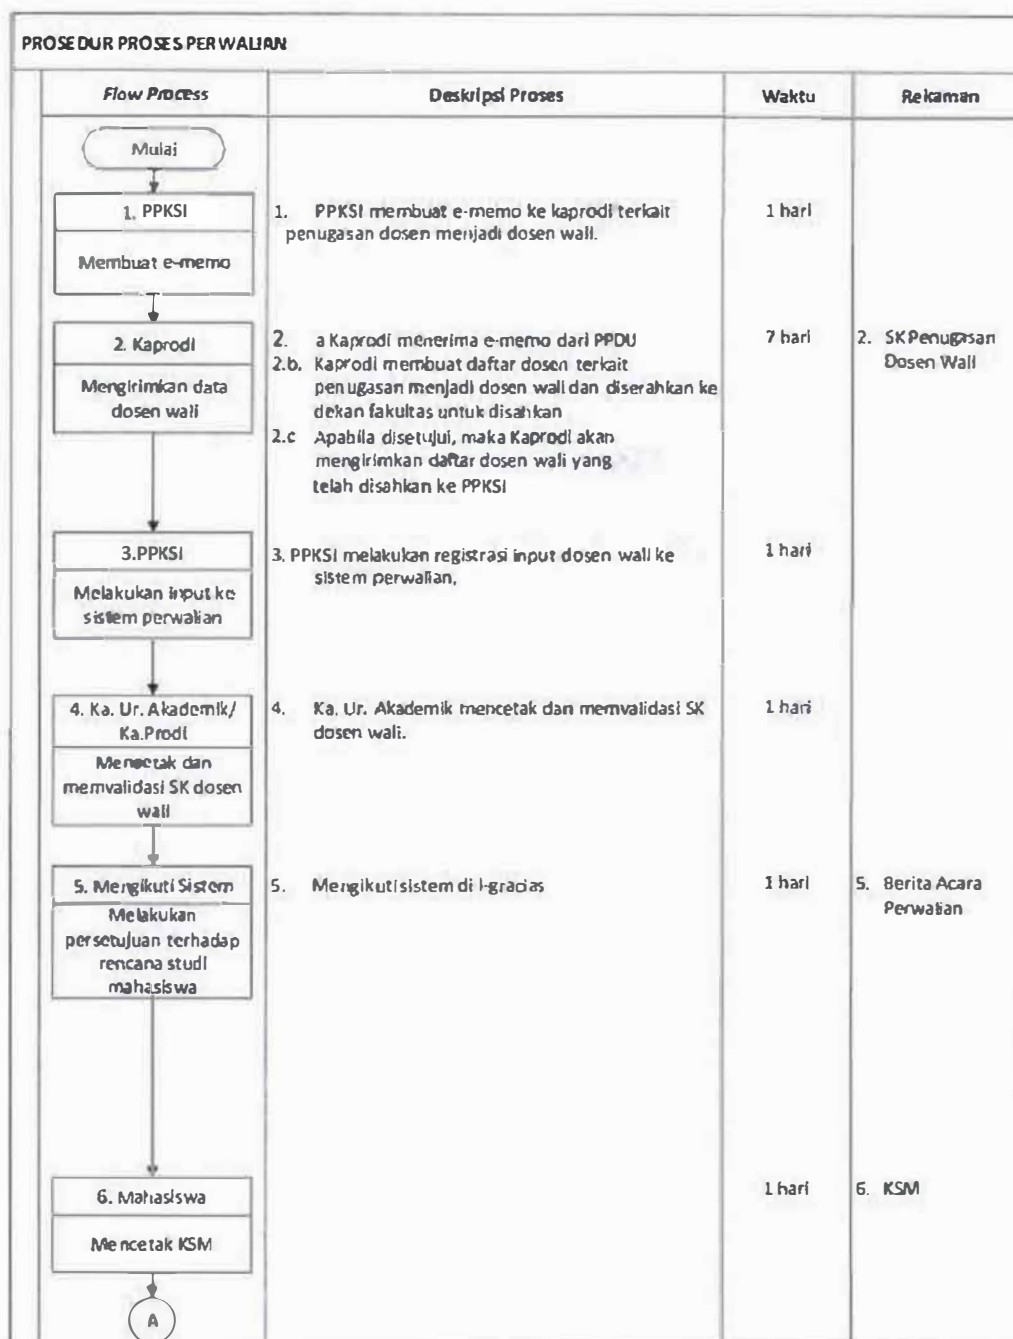 PROSEDUR PROSES PERWALIAN
Flow Process
Deskripsi Proses
Waktu
Rekaman
Mulai
1. PPKSI
Membuat e-memo
1. PPKSI membuat e-memo ke kaprodi terkait
penugasan dosen menjadi dosen wali.
1 hari
2. Kaprodi
Mengirimkan data
dosen wali
2. a Kaprodi menerima e-memo dari PPDU
2.b. Kaprodi membuat daftar dosen terkait
penugasan menjadi dosen wali dan diserahkan ke
dekan fakultas untuk disahkan
2.c Apabila disetujui, maka Kaprodi akan
mengirimkan daftar dosen wali yang
telah disahkan ke PPKSI
7 hari
2. SK Penugasan
Dosen Wali
3.PPKSI
Melakukan input ke
sistem perwalian
3. PPKSI melakukan registrasi input dosen wali ke
sistem perwalian,
1 hari
4. Ka. Ur. Akademik/
Ka.Prodi
Mencetak dan
memvalidasi SK dosen
wali
4. Ka. Ur. Akademik mencetak dan memvalidasi SK
dosen wali.
1 hari
5. Mengikuti Sistem
Melakukan
persetujuan terhadap
rencana studi
mahasiswa
5. Mengikuti sistem di I-gracias
1 hari
5. Berita Acara
Perwalian
6. Mahasiswa
Mencetak KSM
1 hari
6. KSM
A